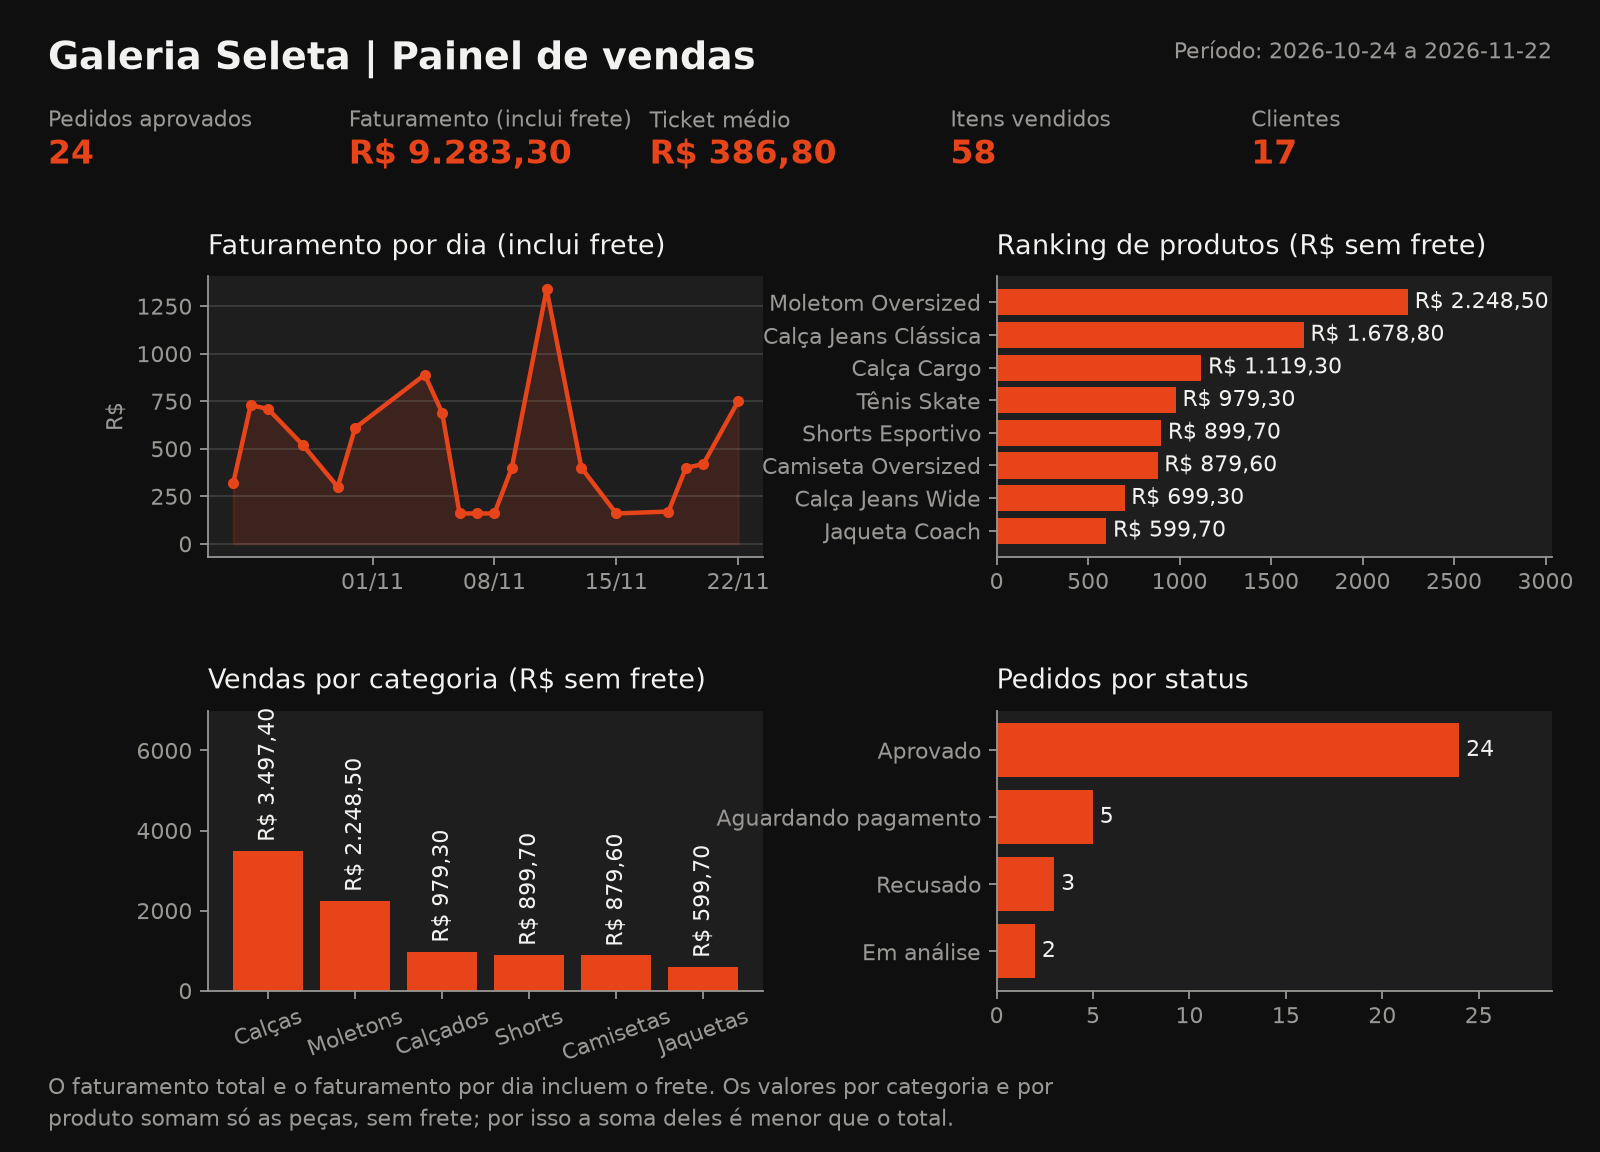 Galeria Seleta | Painel de vendas
Período: 2026-10-24 a 2026-11-22
Pedidos aprovados
24
Faturamento (inclui frete)
R$ 9.283,30
Ticket médio
R$ 386,80
Itens vendidos
58
Clientes
17
Faturamento por dia (inclui frete)
R$
1250
1000
750
500
250
0
01/11 08/11 15/11 22/11
Ranking de produtos (R$ sem frete)
Moletom Oversized R$ 2.248,50
Calça Jeans Clássica R$ 1.678,80
Calça Cargo R$ 1.119,30
Tênis Skate R$ 979,30
Shorts Esportivo R$ 899,70
Camiseta Oversized R$ 879,60
Calça Jeans Wide R$ 699,30
Jaqueta Coach R$ 599,70
0 500 1000 1500 2000 2500 3000
Vendas por categoria (R$ sem frete)
6000
4000
2000
0
R$ 3.497,40
R$ 2.248,50
R$ 979,30
R$ 899,70
R$ 879,60
R$ 599,70
Calças Moletons Calçados Shorts Camisetas Jaquetas
Pedidos por status
Aprovado 24
Aguardando pagamento 5
Recusado 3
Em análise 2
0 5 10 15 20 25
O faturamento total e o faturamento por dia incluem o frete. Os valores por categoria e por
produto somam só as peças, sem frete; por isso a soma deles é menor que o total.